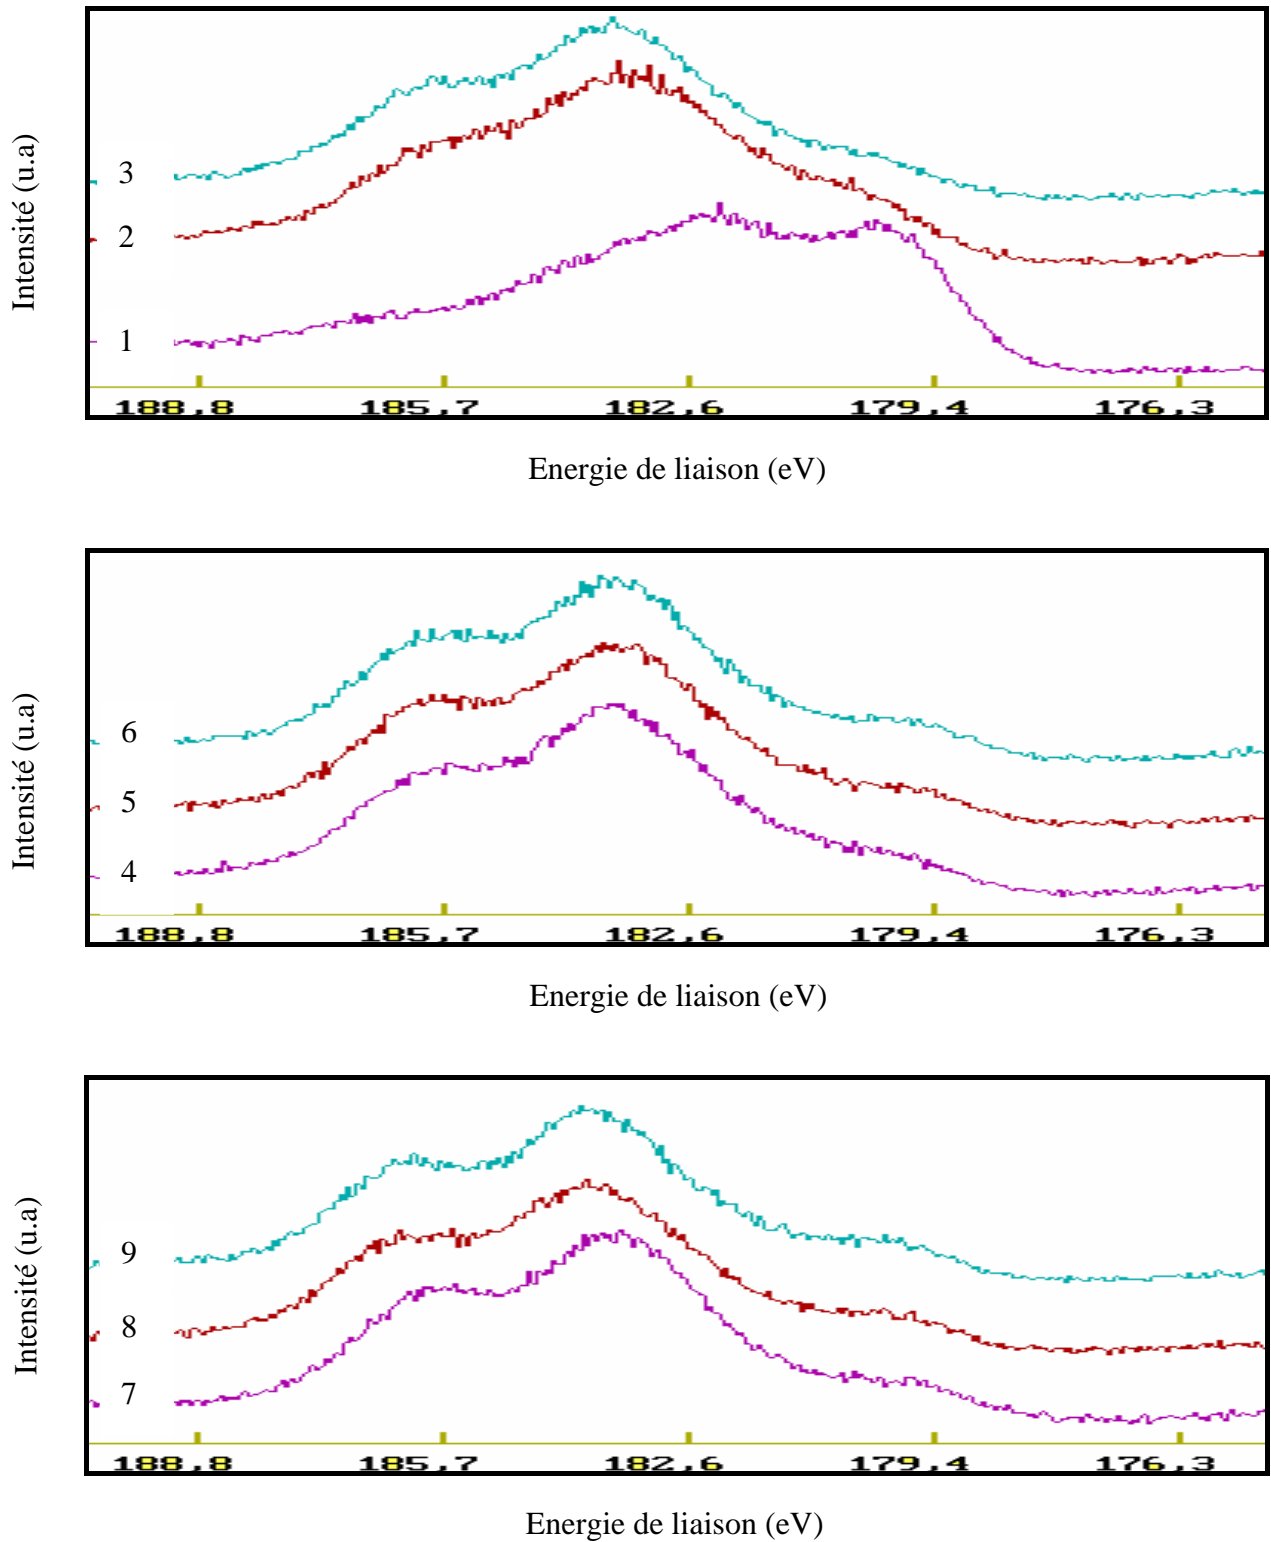 Intensité (u.a)
3
2
1
188,8 185,7 182,6 179,4 176,3
Energie de liaison (eV)
Intensité (u.a)
6
5
4
188,8 185,7 182,6 179,4 176,3
Energie de liaison (eV)
Intensité (u.a)
9
8
7
188,8 185,7 182,6 179,4 176,3
Energie de liaison (eV)